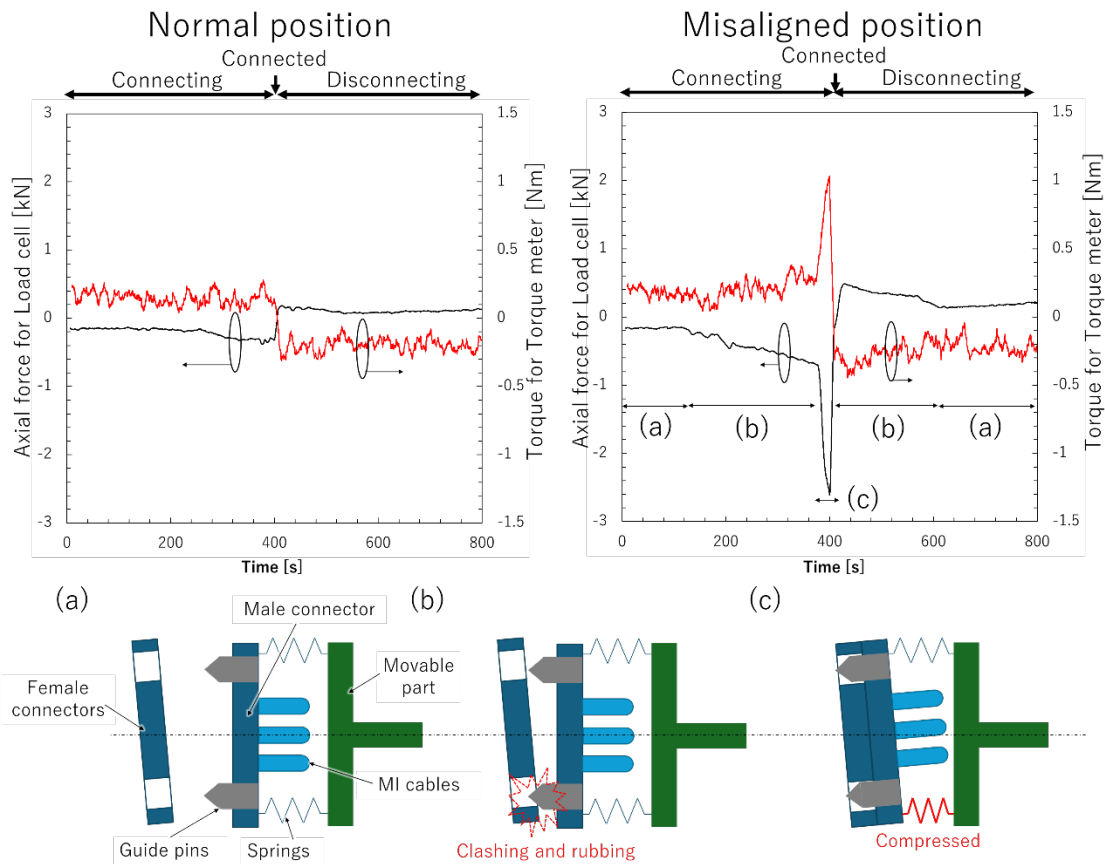 Normal position
Connected
Connecting
Disconnecting
Axial force for Load cell [kN]
3
2
1
0
-1
-2
-3
1.5
1
0.5
0
-0.5
-1
-1.5
Torque for Torque meter [Nm]
0
200
400
600
800
Time [s]
Misaligned position
Connected
Connecting
Disconnecting
Axial force for Load cell [kN]
3
2
1
0
-1
-2
-3
1.5
1
0.5
0
-0.5
-1
-1.5
Torque for Torque meter [Nm]
(a)
(b)
(b)
(a)
(c)
0
200
400
600
800
Time [s]
(a)
Male connector
Female
connectors
Movable
part
MI cables
Guide pins
Springs
(b)
Clashing and rubbing
(c)
Compressed